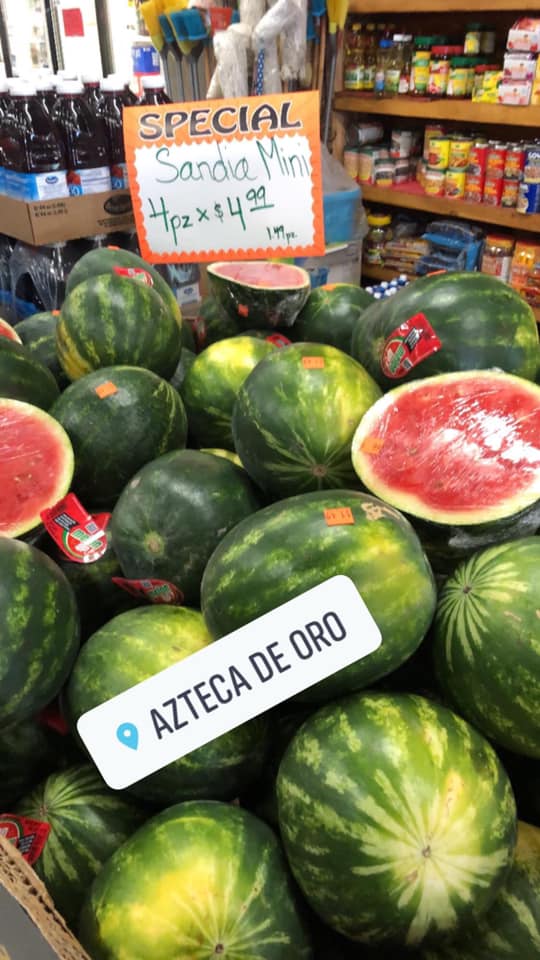 SPECIAL
Sandia Mini
4pz x $4.99
1.49 pz
AZTECA DE ORO